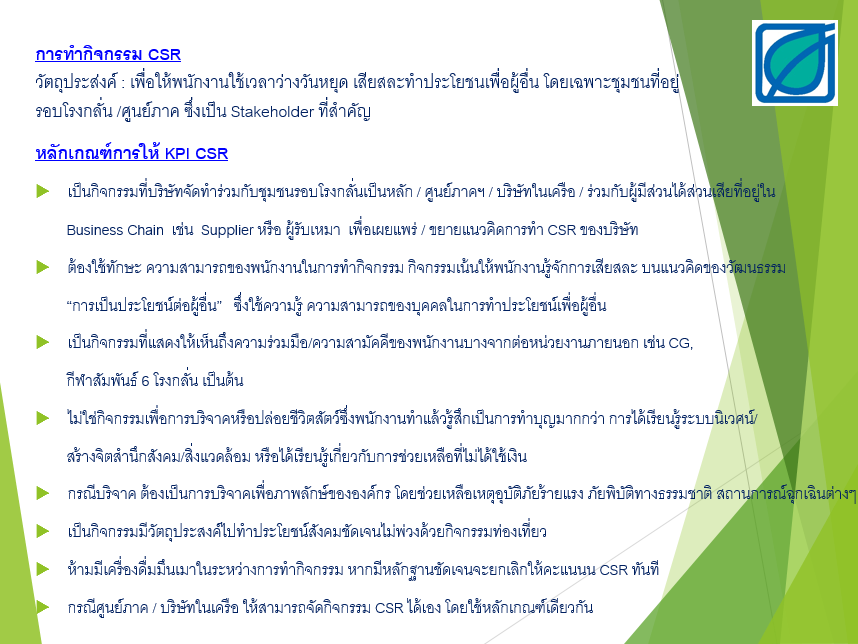 การทำกิจกรรม CSR
วัตถุประสงค์ : เพื่อให้พนักงานใช้เวลาว่างวันหยุด เสียสละทำประโยชนเพื่อผู้อื่น โดยเฉพาะชุมชนที่อยู่
รอบโรงกลั่น /ศูนย์ภาค ซึ่งเป็น Stakeholder ที่สำคัญ
หลักเกณฑ์การให้ KPI CSR
เป็นกิจกรรมที่บริษัทจัดทำร่วมกับชุมชนรอบโรงกลั่นเป็นหลัก / ศูนย์ภาคฯ / บริษัทในเครือ / ร่วมกับผู้มีส่วนได้ส่วนเสียที่อยู่ใน
Business Chain เช่น Supplier หรือ ผู้รับเหมา เพื่อเผยแพร่ / ขยายแนวคิดการทำ CSR ของบริษัท
ต้องใช้ทักษะ ความสามารถของพนักงานในการทำกิจกรรม กิจกรรมเน้นให้พนักงานรู้จักการเสียสละ บนแนวคิดของวัฒนธรรม
“การเป็นประโยชน์ต่อผู้อื่น” ซึ่งใช้ความรู้ ความสามารถของบุคคลในการทำประโยชน์เพื่อผู้อื่น
เป็นกิจกรรมที่แสดงให้เห็นถึงความร่วมมือ/ความสามัคคีของพนักงานบางจากต่อหน่วยงานภายนอก เช่น CG,
กีฬาสัมพันธ์ 6 โรงกลั่น เป็นต้น
ไม่ใช่กิจกรรมเพื่อการบริจาคหรือปล่อยชีวิตสัตว์ซึ่งพนักงานทำแล้วรู้สึกเป็นการทำบุญมากกว่า การได้เรียนรู้ระบบนิเวศน์/
สร้างจิตสำนึกสังคม/สิ่งแวดล้อม หรือได้เรียนรู้เกี่ยวกับการช่วยเหลือที่ไม่ได้ใช้เงิน
กรณีบริจาค ต้องเป็นการบริจาคเพื่อภาพลักษ์ขององค์กร โดยช่วยเหลือเหตุอุบัติภัยร้ายแรง ภัยพิบัติทางธรรมชาติ สถานการณ์ฉุกเฉินต่างๆ
เป็นกิจกรรมมีวัตถุประสงค์ไปทำประโยชน์สังคมชัดเจนไม่พ่วงด้วยกิจกรรมท่องเที่ยว
ห้ามมีเครื่องดื่มมึนเมาในระหว่างการทำกิจกรรม หากมีหลักฐานชัดเจนจะยกเลิกให้คะแนนน CSR ทันที
กรณีศูนย์ภาค / บริษัทในเครือ ให้สามารถจัดกิจกรรม CSR ได้เอง โดยใช้หลักเกณฑ์เดียวกัน